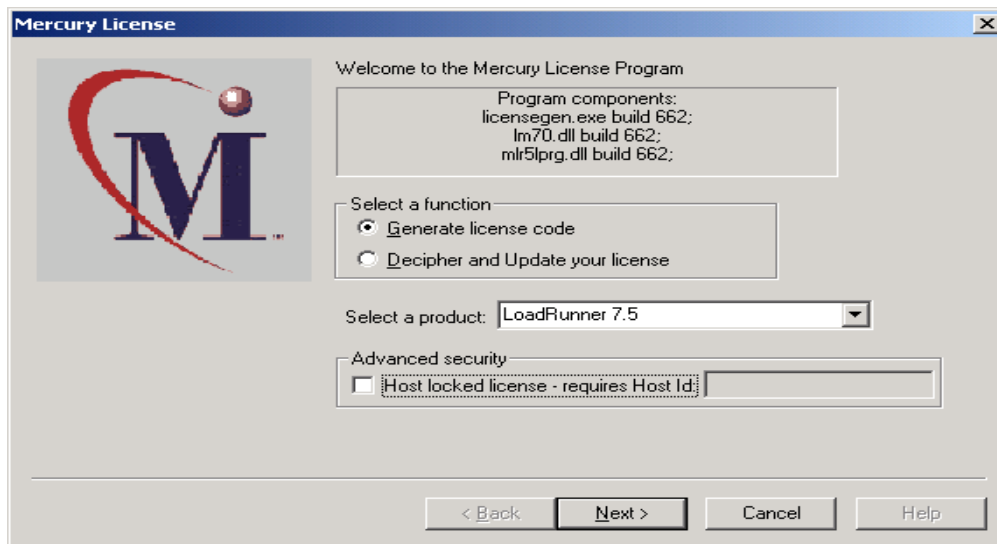 Mercury License
Welcome to the Mercury License Program
Program components:
licensegen.exe build 662;
lm70.dll build 662;
mlr5lprg.dll build 662;
Select a function
Generate license code
Decipher and Update your license
Select a product: LoadRunner 7.5
Advanced security
Host locked license - requires Host Id:
< Back Next > Cancel Help